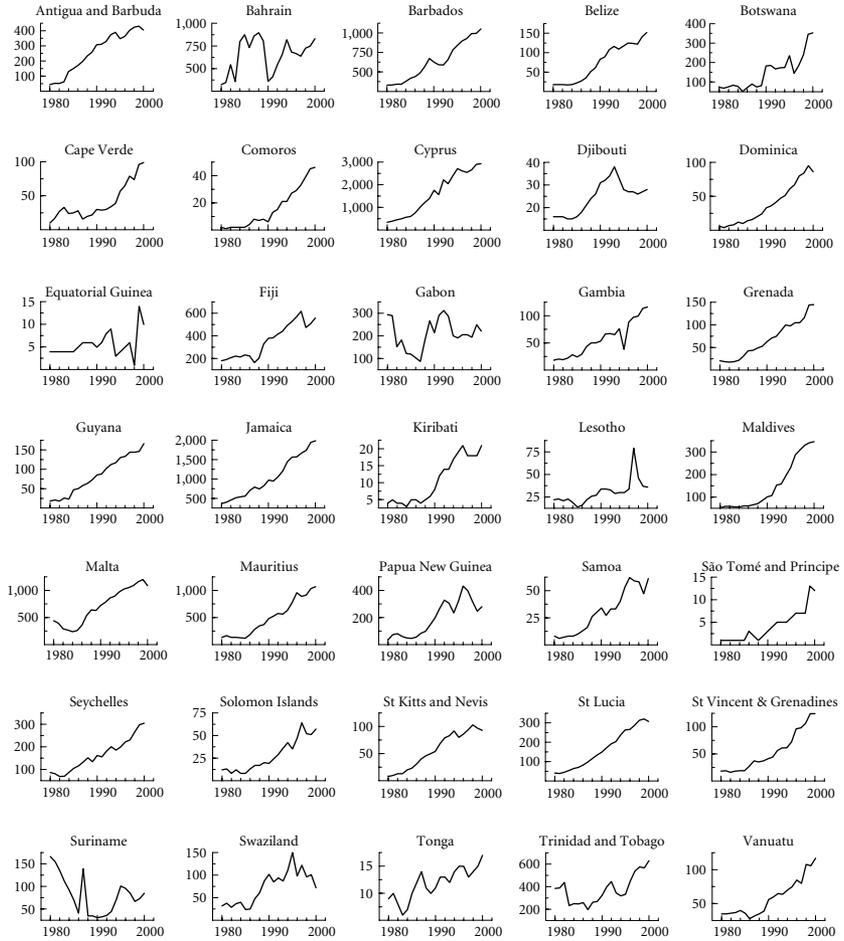 Antigua and Barbuda Bahrain Barbados Belize Botswana
400 300 200 100 1980 1990 2000
1,000 750 500 1980 1990 2000
1,000 750 500 1980 1990 2000
150 100 50 1980 1990 2000
400 300 200 100 1980 1990 2000
Cape Verde Comoros Cyprus Djibouti Dominica
100 50 1980 1990 2000
40 20 1980 1990 2000
3,000 2,000 1,000 1980 1990 2000
40 30 20 1980 1990 2000
100 50 1980 1990 2000
Equatorial Guinea Fiji Gabon Gambia Grenada
15 10 5 1980 1990 2000
600 400 200 1980 1990 2000
300 200 100 1980 1990 2000
100 50 1980 1990 2000
150 100 50 1980 1990 2000
Guyana Jamaica Kiribati Lesotho Maldives
150 100 50 1980 1990 2000
2,000 1,500 1,000 500 1980 1990 2000
20 15 10 5 1980 1990 2000
75 50 25 1980 1990 2000
300 200 100 1980 1990 2000
Malta Mauritius Papua New Guinea Samoa São Tomé and Principe
1,000 500 1980 1990 2000
1,000 500 1980 1990 2000
400 200 1980 1990 2000
50 25 1980 1990 2000
15 10 5 1980 1990 2000
Seychelles Solomon Islands St Kitts and Nevis St Lucia St Vincent & Grenadines
300 200 100 1980 1990 2000
75 50 25 1980 1990 2000
100 50 1980 1990 2000
300 200 100 1980 1990 2000
100 50 1980 1990 2000
Suriname Swaziland Tonga Trinidad and Tobago Vanuatu
150 100 50 1980 1990 2000
150 100 50 1980 1990 2000
15 10 1980 1990 2000
600 400 200 1980 1990 2000
100 50 1980 1990 2000